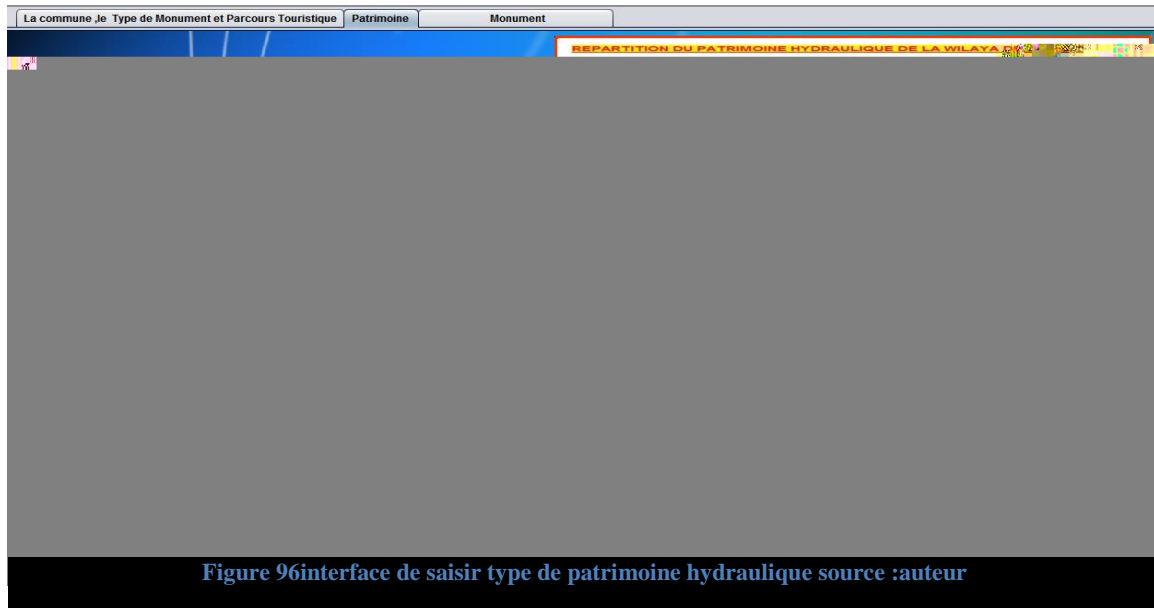 La commune ,le Type de Monument et Parcours Touristique Patrimoine Monument
REPARTITION DU PATRIMOINE HYDRAULIQUE DE LA WILAYA
Figure 96interface de saisir type de patrimoine hydraulique source :auteur